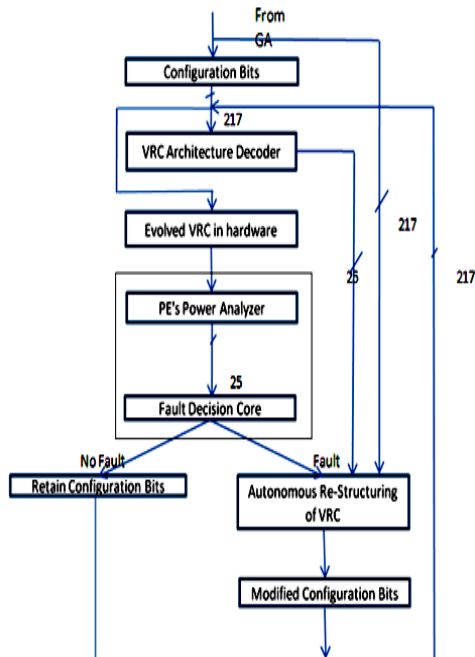 From
GA
Configuration Bits
217
VRC Architecture Decoder
217
Evolved VRC in hardware
25
217
PE's Power Analyzer
25
Fault Decision Core
No Fault
Fault
Retain Configuration Bits
Autonomous Re-Structuring
of VRC
Modified Configuration Bits